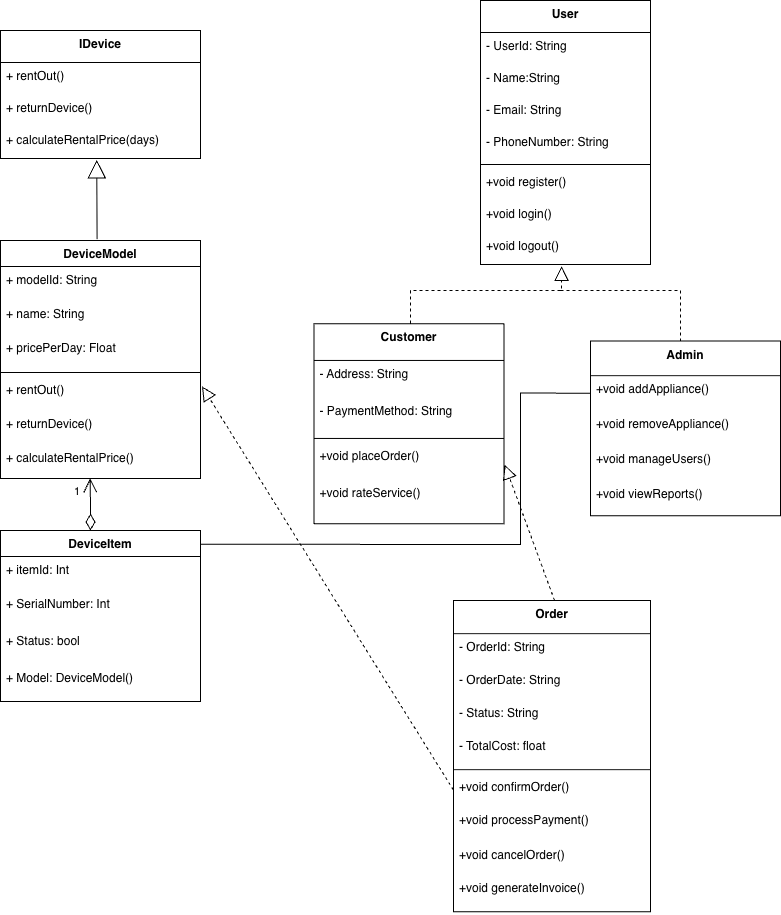 IDevice
+ rentOut()
+ returnDevice()
+ calculateRentalPrice(days)
User
- UserId: String
- Name:String
- Email: String
- PhoneNumber: String
+void register()
+void login()
+void logout()
DeviceModel
+ modelId: String
+ name: String
+ pricePerDay: Float
+ rentOut()
+ returnDevice()
+ calculateRentalPrice()
1
Customer
- Address: String
- PaymentMethod: String
+void placeOrder()
+void rateService()
Admin
+void addAppliance()
+void removeAppliance()
+void manageUsers()
+void viewReports()
DeviceItem
+ itemId: Int
+ SerialNumber: Int
+ Status: bool
+ Model: DeviceModel()
Order
- OrderId: String
- OrderDate: String
- Status: String
- TotalCost: float
+void confirmOrder()
+void processPayment()
+void cancelOrder()
+void generateInvoice()